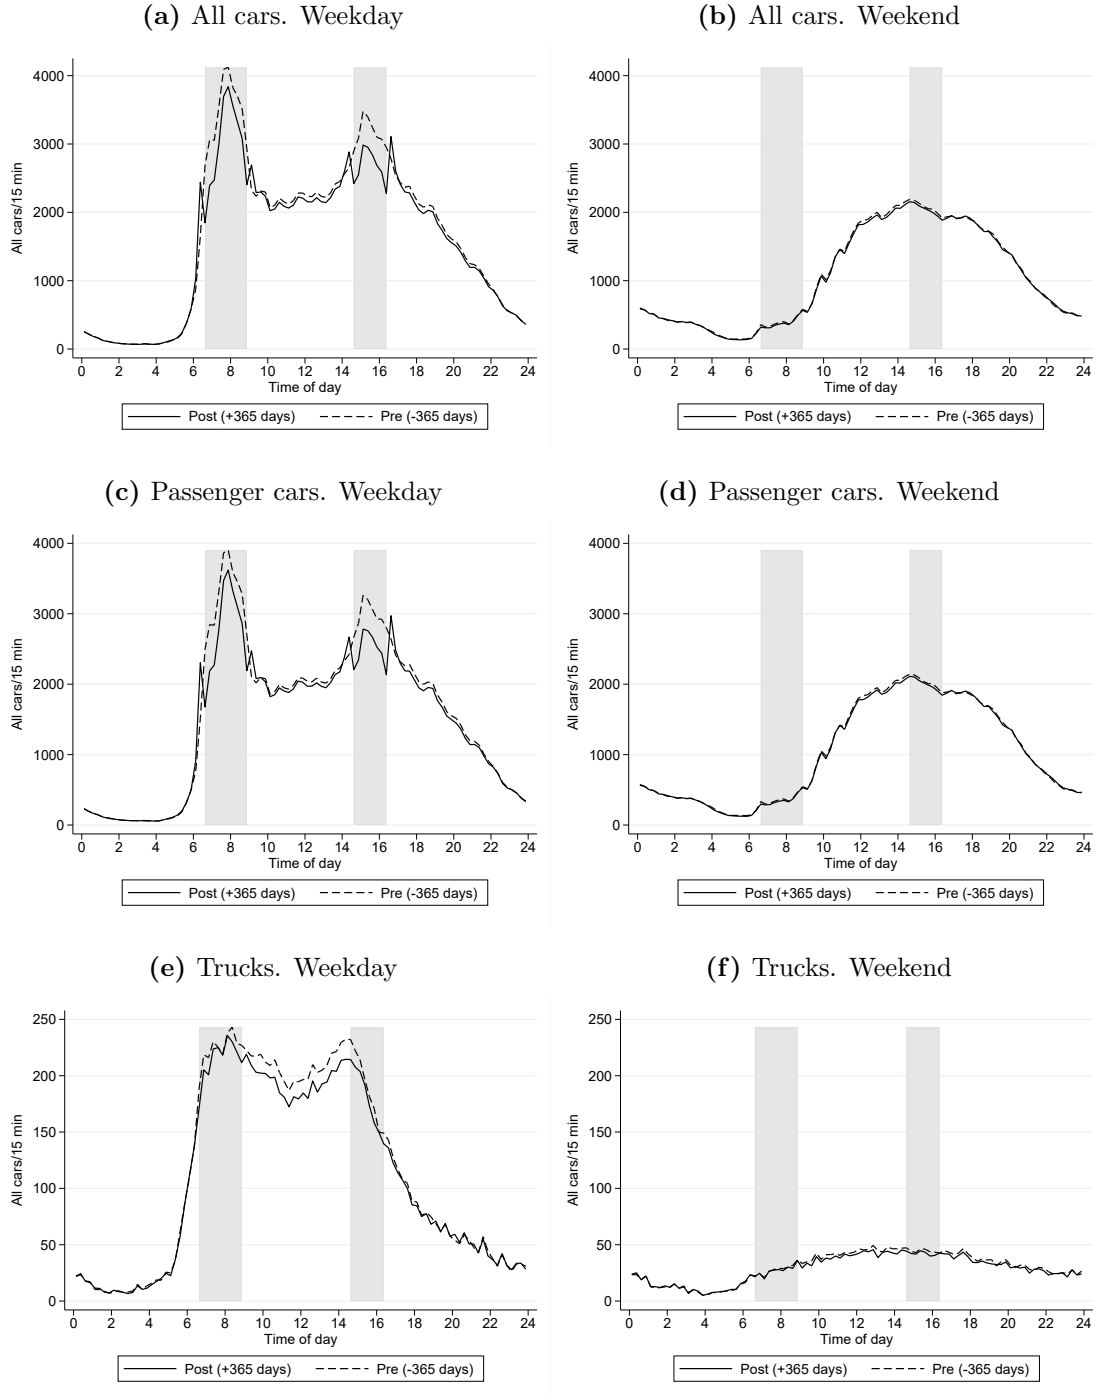 (a) All cars. Weekday
All cars/15 min
4000
3000
2000
1000
0
0 2 4 6 8 10 12 14 16 18 20 22 24
Time of day
Post (+365 days) Pre (-365 days)
(b) All cars. Weekend
All cars/15 min
4000
3000
2000
1000
0
0 2 4 6 8 10 12 14 16 18 20 22 24
Time of day
Post (+365 days) Pre (-365 days)
(c) Passenger cars. Weekday
All cars/15 min
4000
3000
2000
1000
0
0 2 4 6 8 10 12 14 16 18 20 22 24
Time of day
Post (+365 days) Pre (-365 days)
(d) Passenger cars. Weekend
All cars/15 min
4000
3000
2000
1000
0
0 2 4 6 8 10 12 14 16 18 20 22 24
Time of day
Post (+365 days) Pre (-365 days)
(e) Trucks. Weekday
All cars/15 min
250
200
150
100
50
0
0 2 4 6 8 10 12 14 16 18 20 22 24
Time of day
Post (+365 days) Pre (-365 days)
(f) Trucks. Weekend
All cars/15 min
250
200
150
100
50
0
0 2 4 6 8 10 12 14 16 18 20 22 24
Time of day
Post (+365 days) Pre (-365 days)